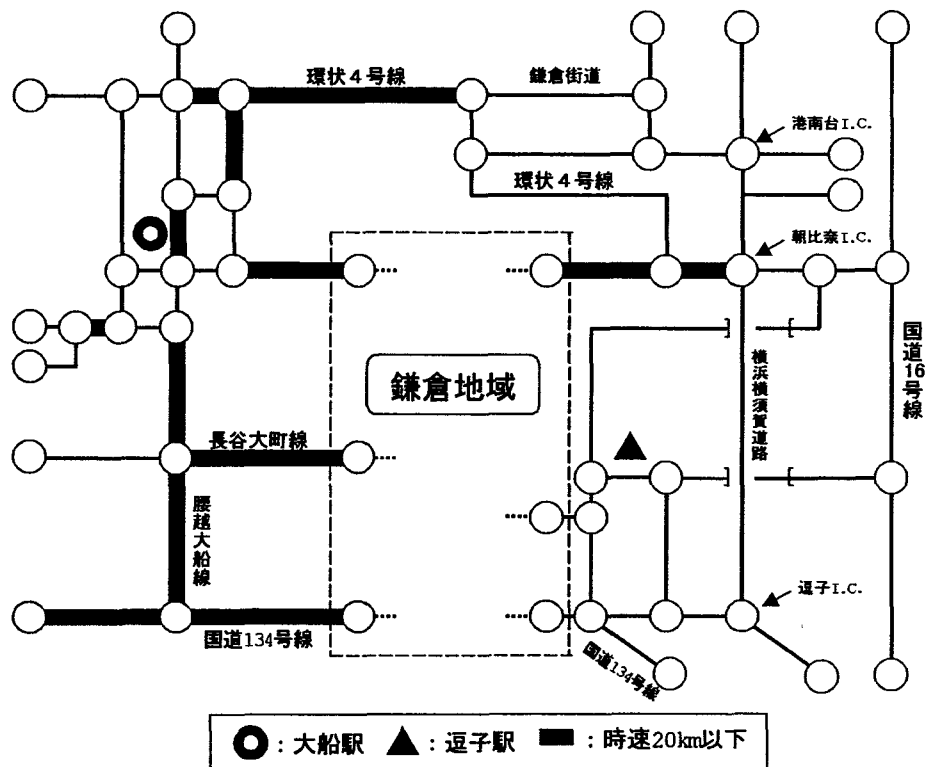 環状４号線
鎌倉街道
港南台I.C.
環状４号線
朝比奈I.C.
国道16号線
鎌倉地域
横浜横須賀道路
長谷大町線
腰越大船線
逗子I.C.
国道134号線
国道134号線
：大船駅 ：逗子駅 ：時速20km以下